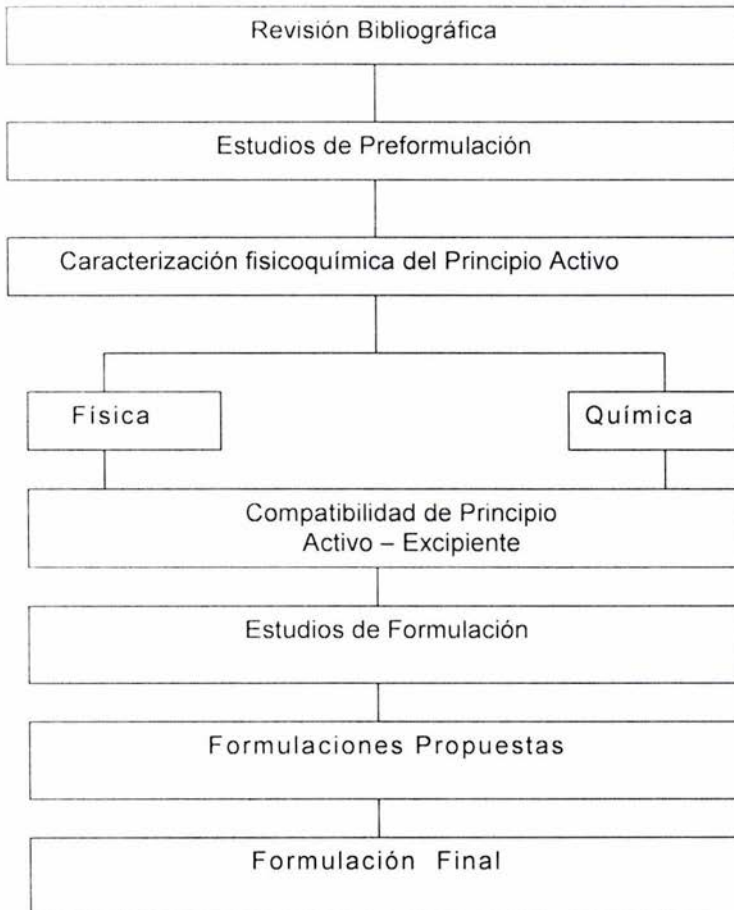 Revisión Bibliográfica
Estudios de Preformulación
Caracterización fisicoquímica del Principio Activo
Física
Química
Compatibilidad de Principio
Activo – Excipiente
Estudios de Formulación
Formulaciones Propuestas
Formulación Final